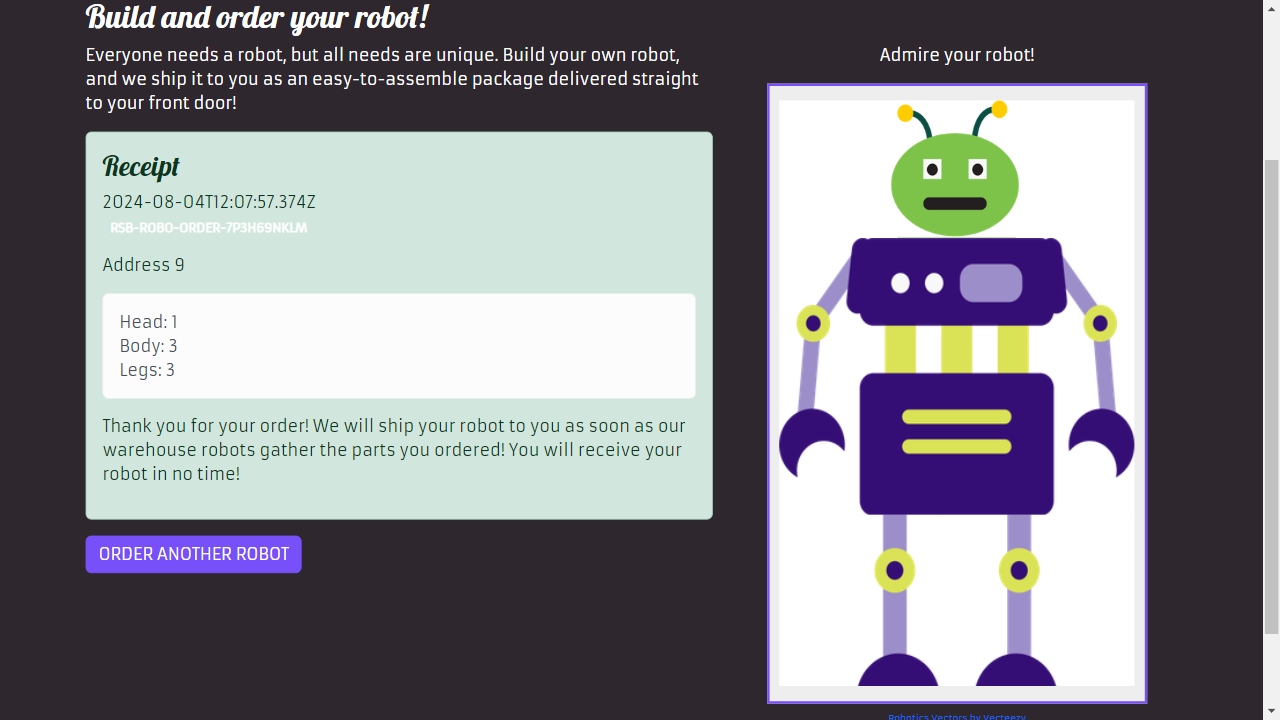 Build and order your robot!
Everyone needs a robot, but all needs are unique. Build your own robot,
and we ship it to you as an easy-to-assemble package delivered straight
to your front door!
Receipt
2024-08-04T12:07:57.374Z
RSB-ROBO-ORDER-7P3H69NKLM
Address 9
Head: 1
Body: 3
Legs: 3
Thank you for your order! We will ship your robot to you as soon as our
warehouse robots gather the parts you ordered! You will receive your
robot in no time!
ORDER ANOTHER ROBOT
Admire your robot!
Robotics Vectors by Vecteezy